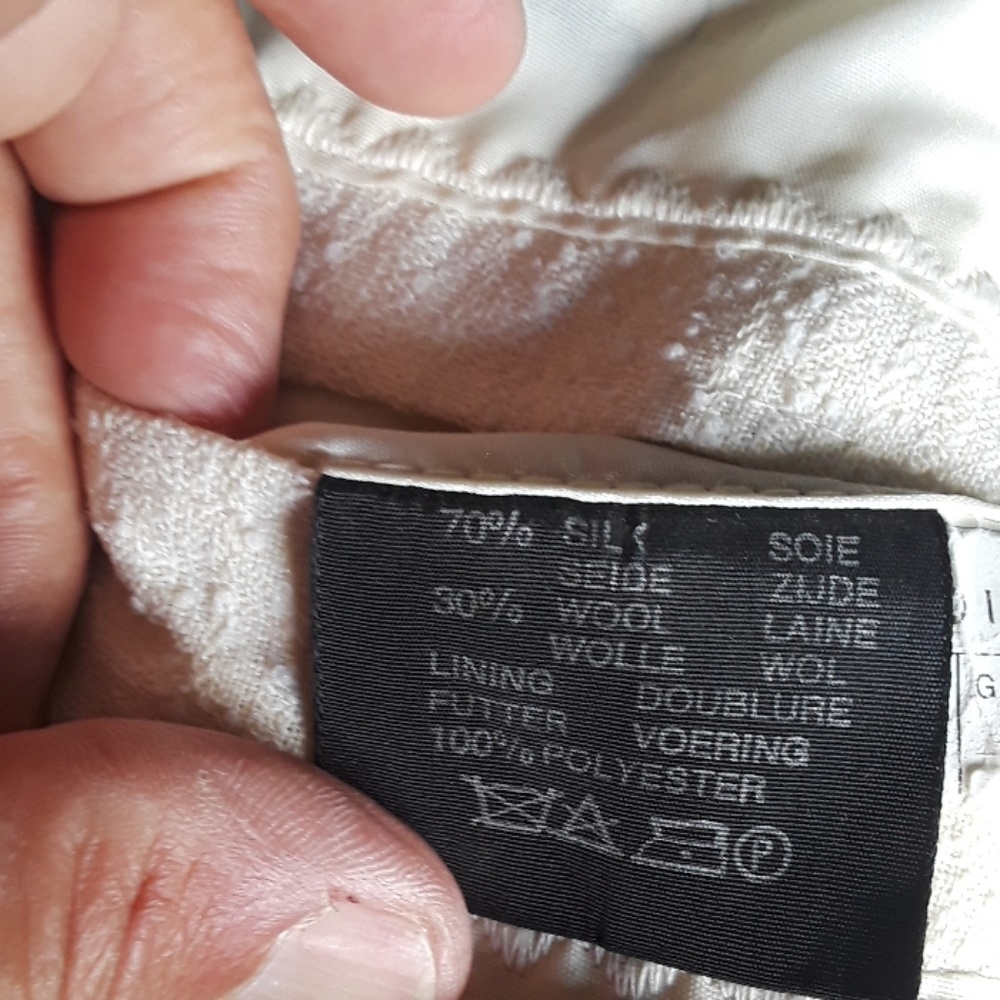 70% SILK SOIE
SEIDE ZIJDE
30% WOOL LAINE
WOLLE WOL
LINING DOUBLURE
FUTTER VOERING
100% POLYESTER
P
G